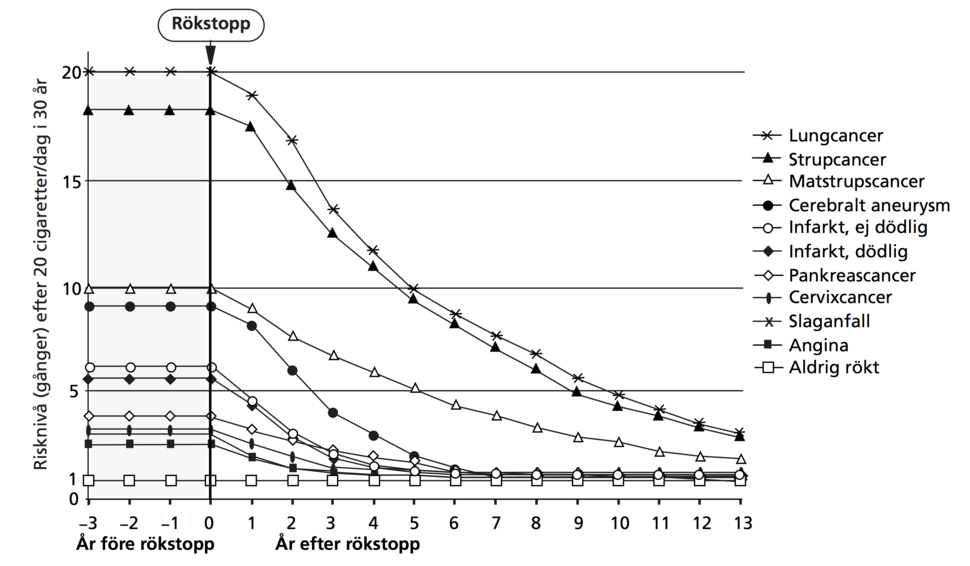 Rökstopp
Risknivå (gånger) efter 20 cigaretter/dag i 30 år
20
15
10
5
1
0
–3 –2 –1 0 1 2 3 4 5 6 7 8 9 10 11 12 13
År före rökstopp År efter rökstopp
Lungcancer
Strupcancer
Matstrupscancer
Cerebralt aneurysm
Infarkt, ej dödlig
Infarkt, dödlig
Pankreascancer
Cervixcancer
Slaganfall
Angina
Aldrig rökt